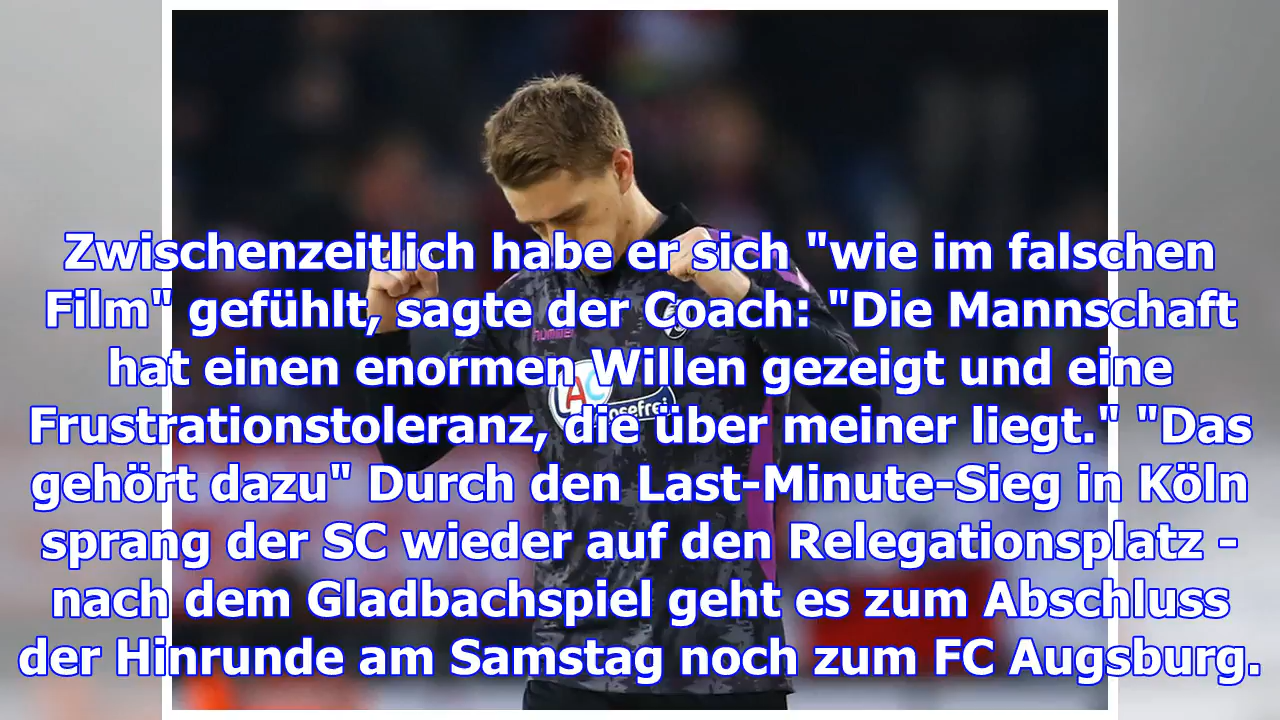 Zwischenzeitlich habe er sich "wie im falschen
Film" gefühlt, sagte der Coach: "Die Mannschaft
hat einen enormen Willen gezeigt und eine
Frustrationstoleranz, die über meiner liegt." "Das
gehört dazu" Durch den Last-Minute-Sieg in Köln
sprang der SC wieder auf den Relegationsplatz -
nach dem Gladbachspiel geht es zum Abschluss
der Hinrunde am Samstag noch zum FC Augsburg.